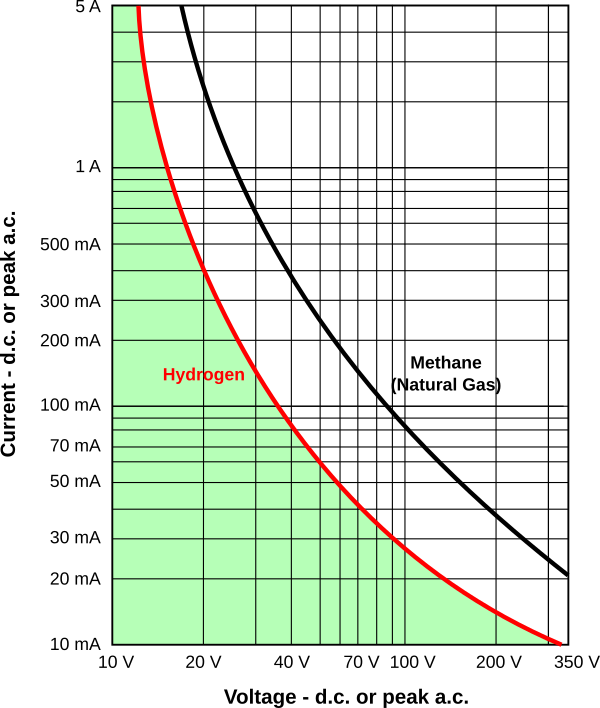 5 A
1 A
500 mA
300 mA
200 mA
100 mA
70 mA
50 mA
30 mA
20 mA
10 mA
Current - d.c. or peak a.c.
Hydrogen
Methane
(Natural Gas)
10 V 20 V 40 V 70 V 100 V 200 V 350 V
Voltage - d.c. or peak a.c.